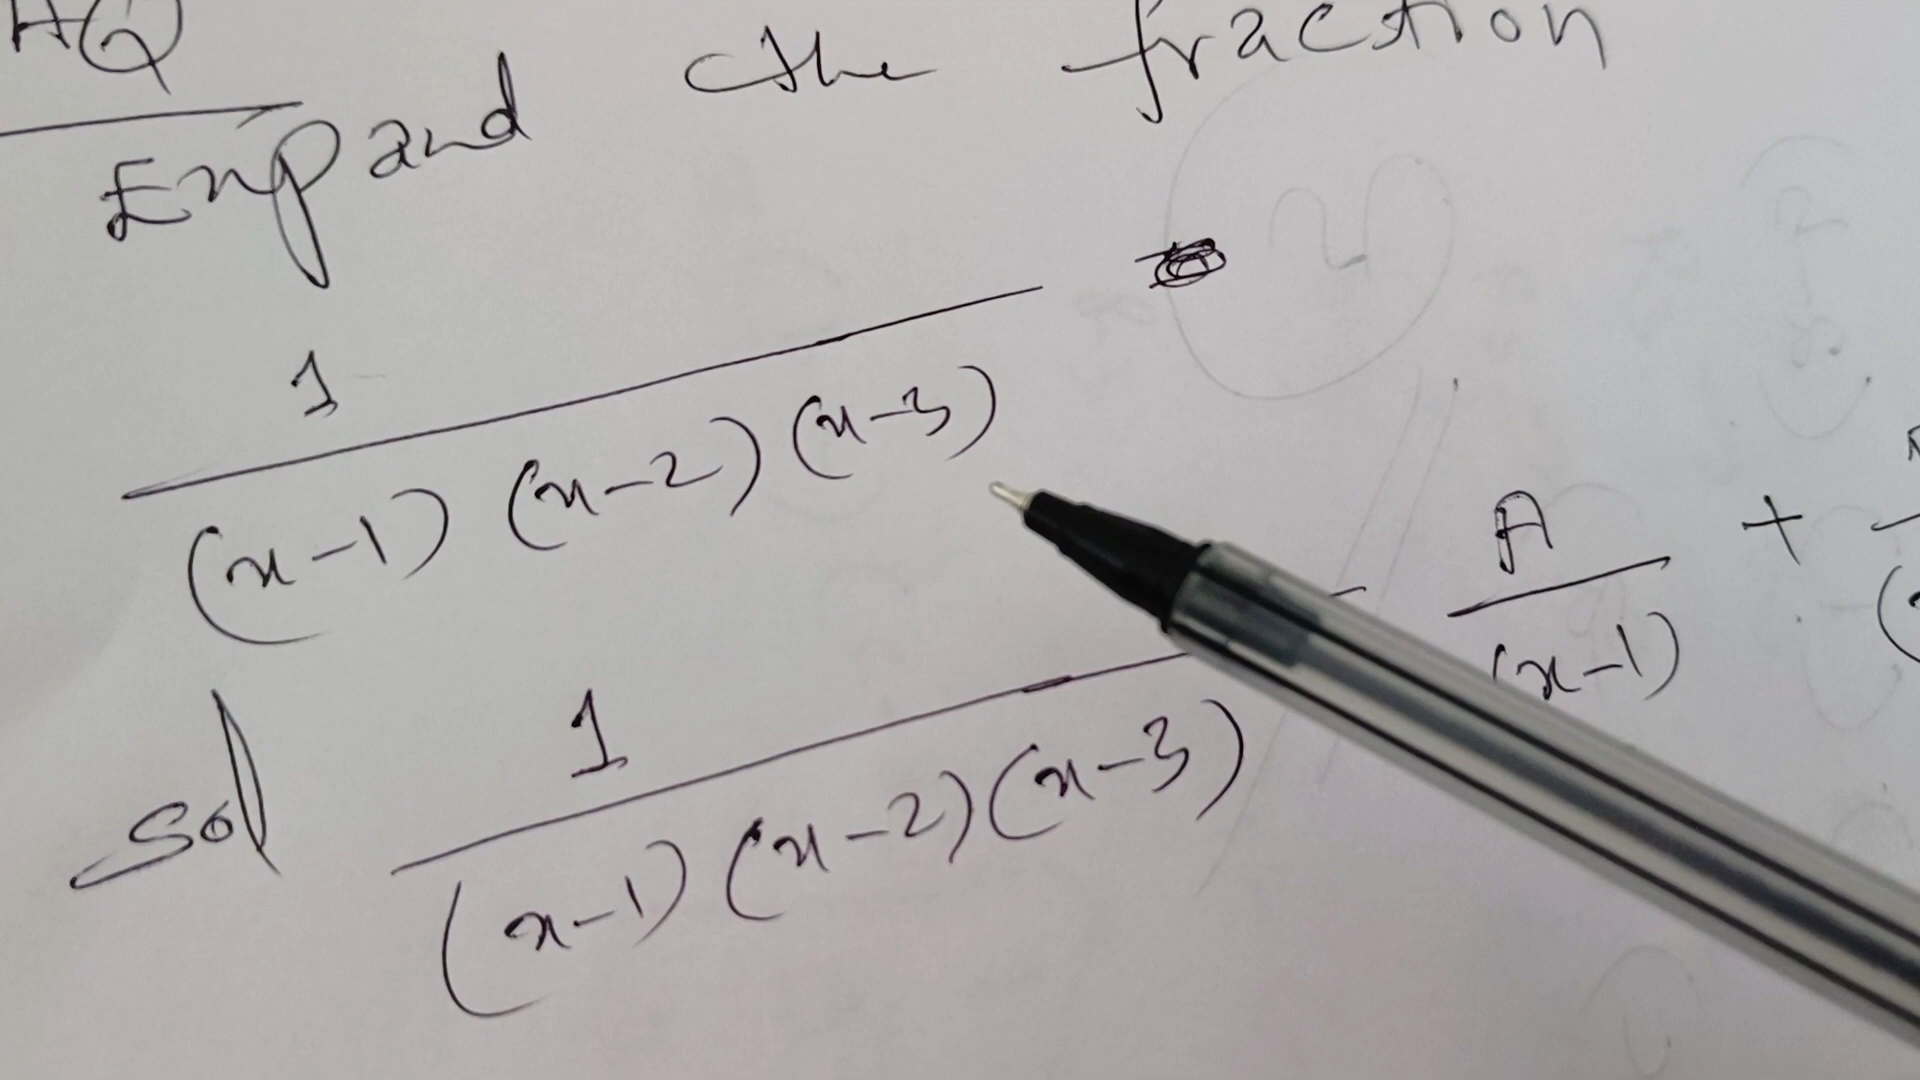 AQ
Expand the fraction
1
(x-1) (x-2) (x-3)
sol 1 = A +
(x-1) (x-2) (x-3) (x-1)